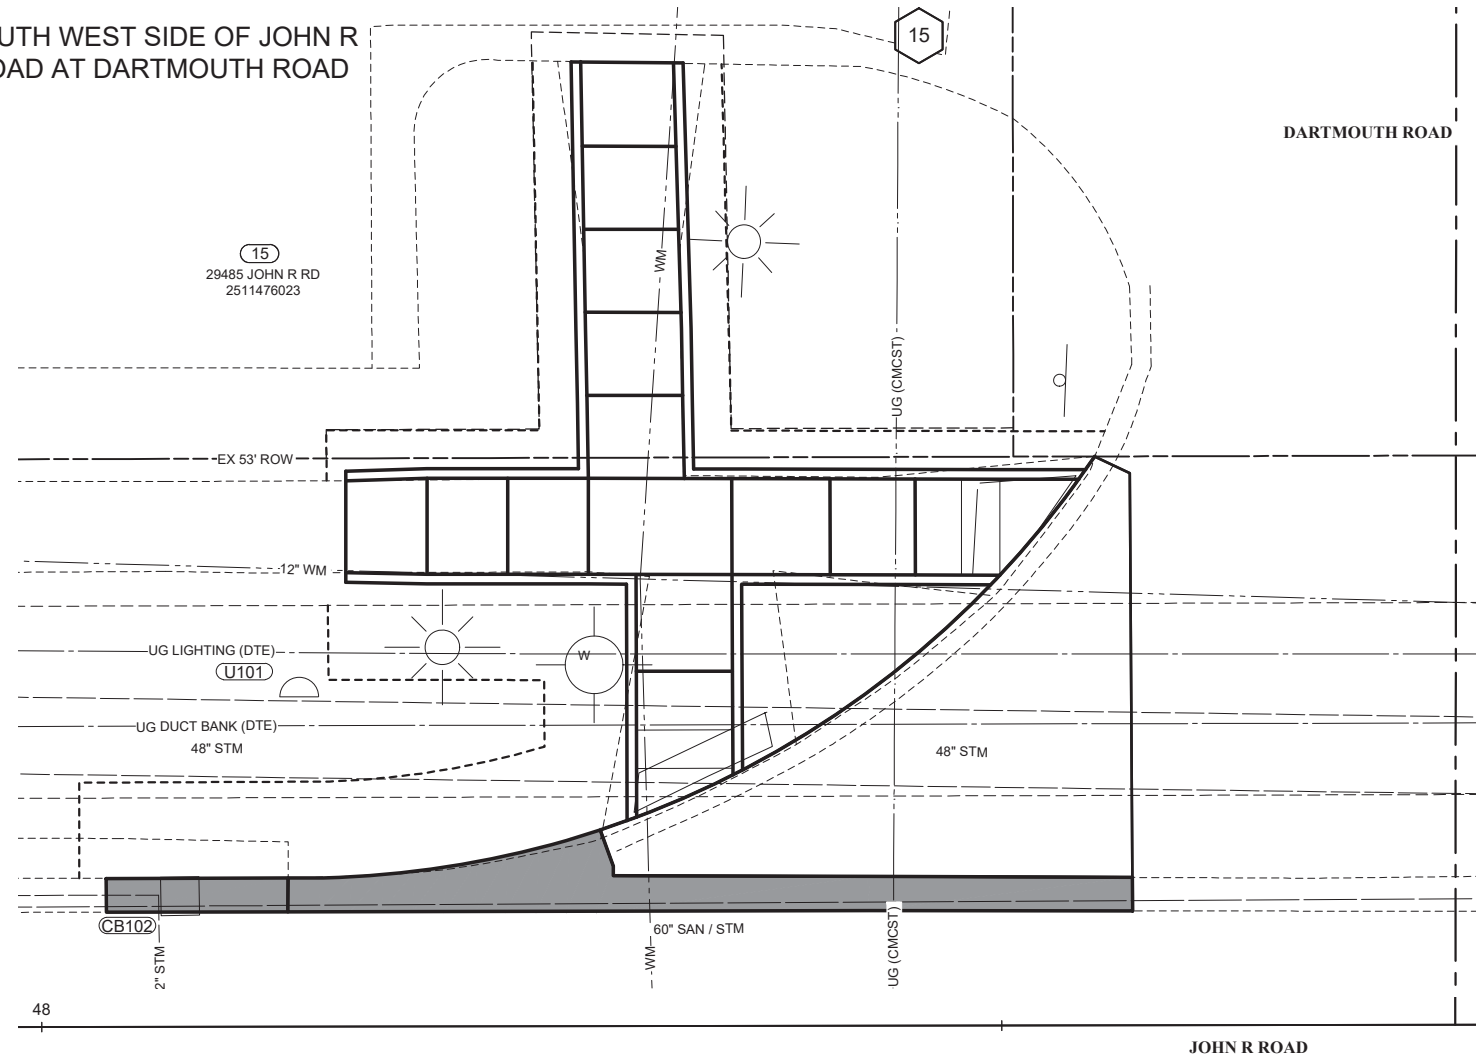 UTH WEST SIDE OF JOHN R
OAD AT DARTMOUTH ROAD
15
DARTMOUTH ROAD
15
29485 JOHN R RD
2511476023
WM
UG (CMCST)
EX 53' ROW
12" WM
UG LIGHTING (DTE)
U101
W
UG DUCT BANK (DTE)
48" STM
48" STM
CB102
2" STM
WM
60" SAN / STM
UG (CMCST)
48
JOHN R ROAD